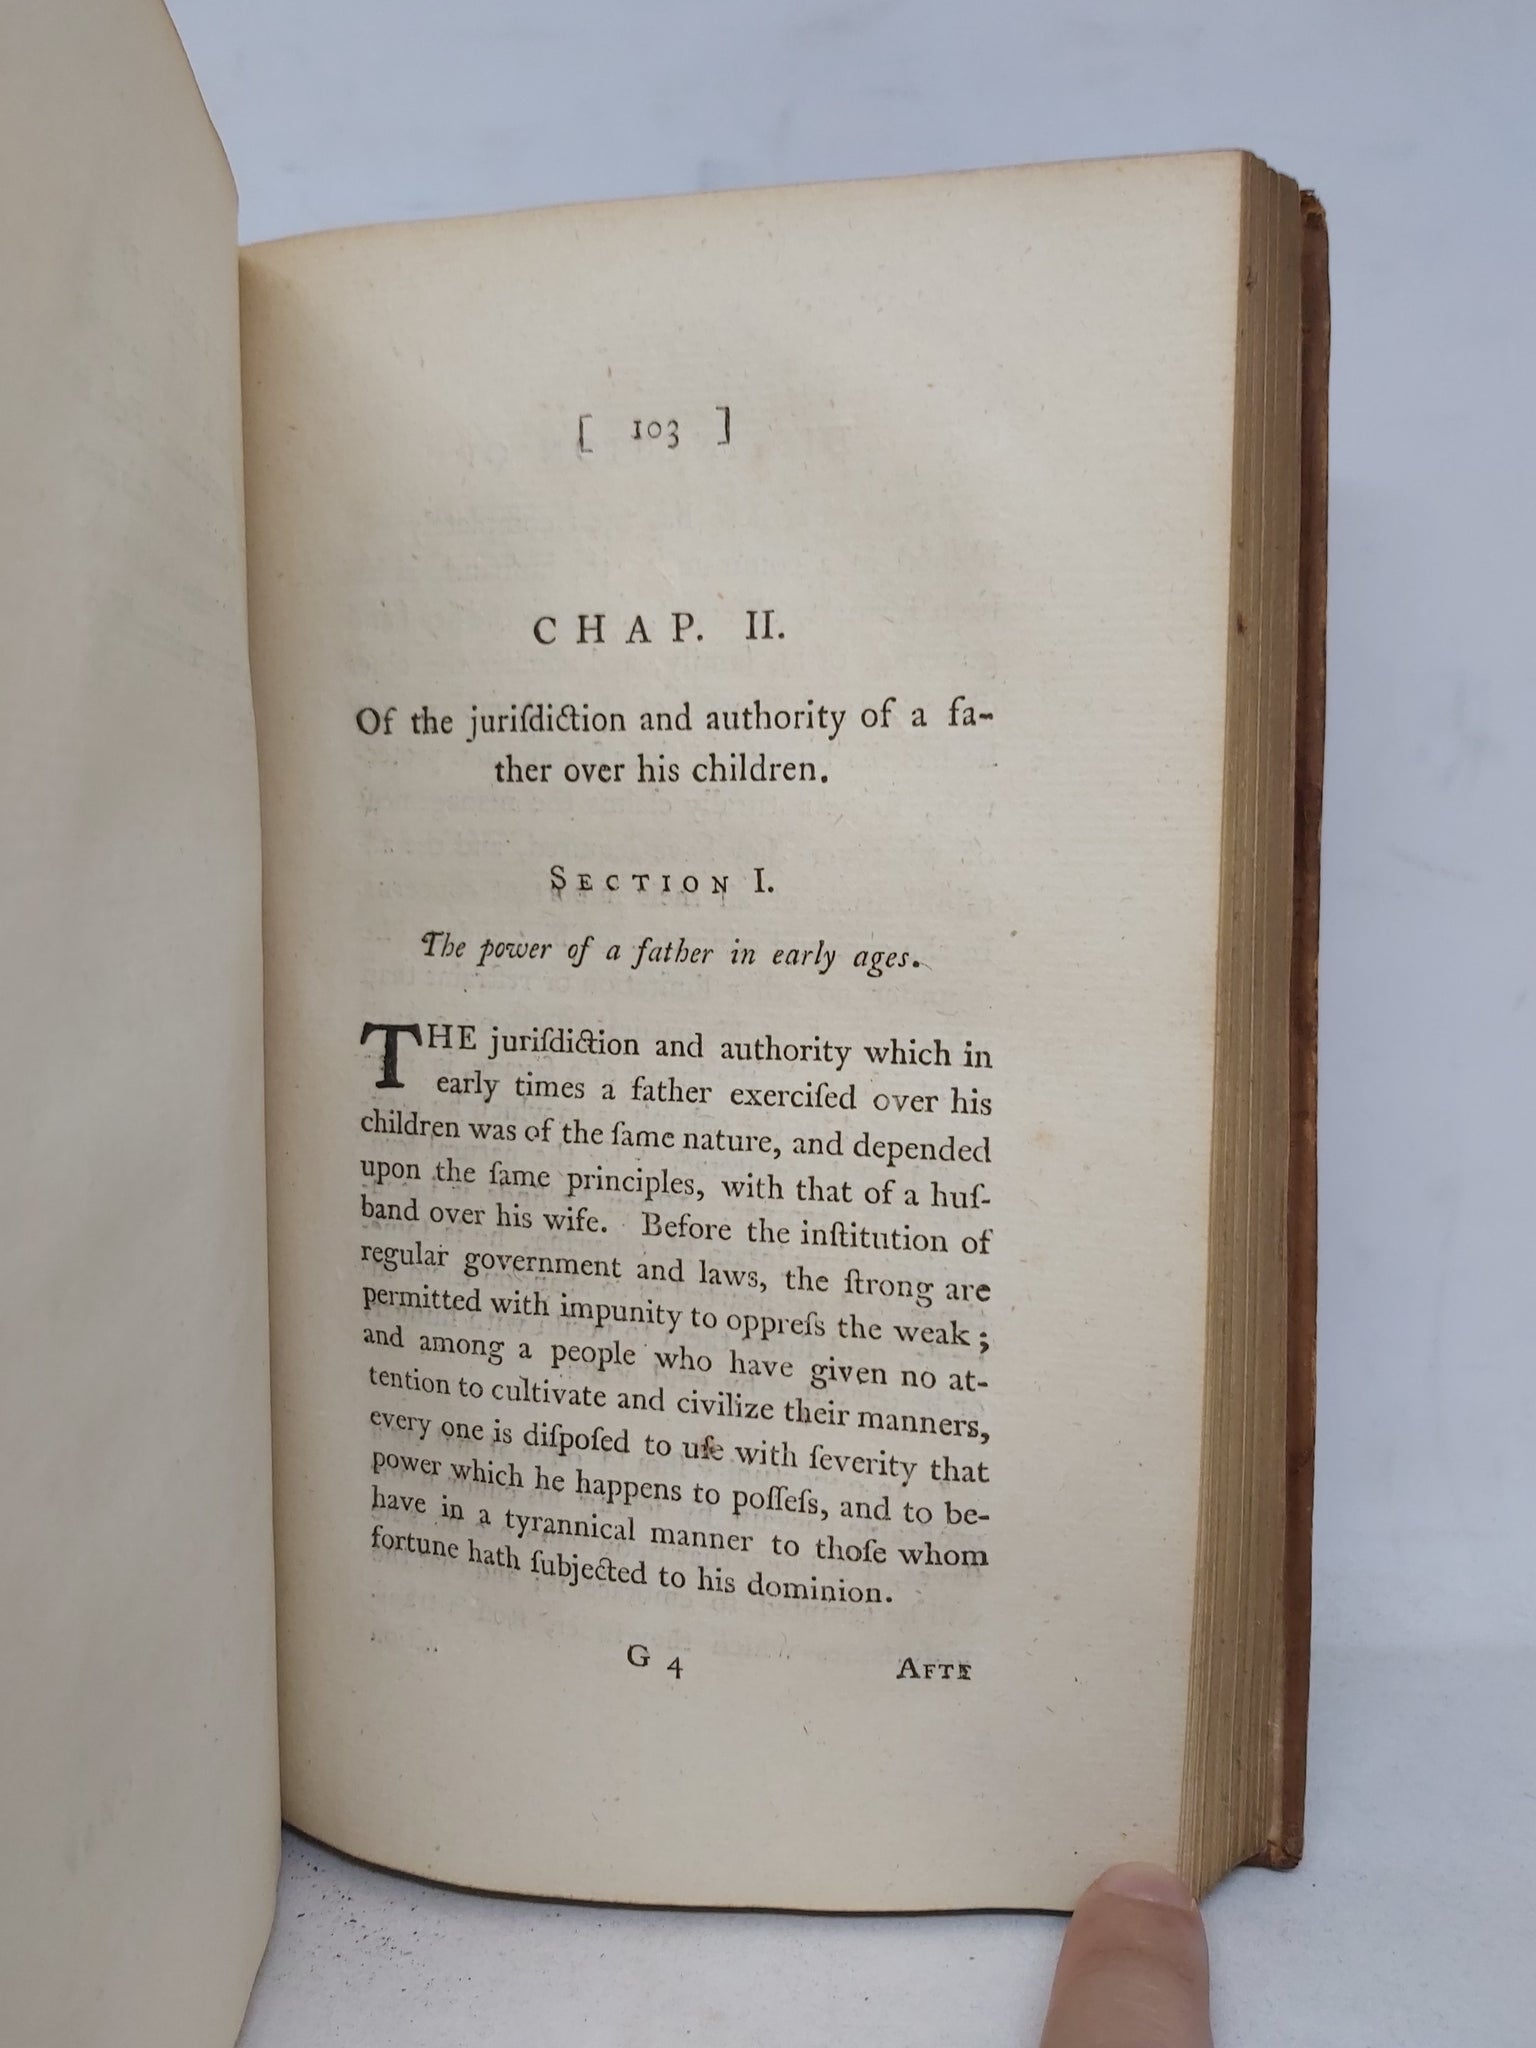 [ 103 ]
CHAP. II.
Of the juriſdiction and authority of a fa-
ther over his children.
SECTION I.
The power of a father in early ages.
THE juriſdiction and authority which in
early times a father exerciſed over his
children was of the ſame nature, and depended
upon the ſame principles, with that of a huſ-
band over his wife. Before the inſtitution of
regular government and laws, the ſtrong are
permitted with impunity to oppreſs the weak;
and among a people who have given no at-
tention to cultivate and civilize their manners,
every one is diſpoſed to uſe with ſeverity that
power which he happens to poſſeſs, and to be-
have in a tyrannical manner to thoſe whom
fortune hath ſubjected to his dominion.
G 4 AFTE